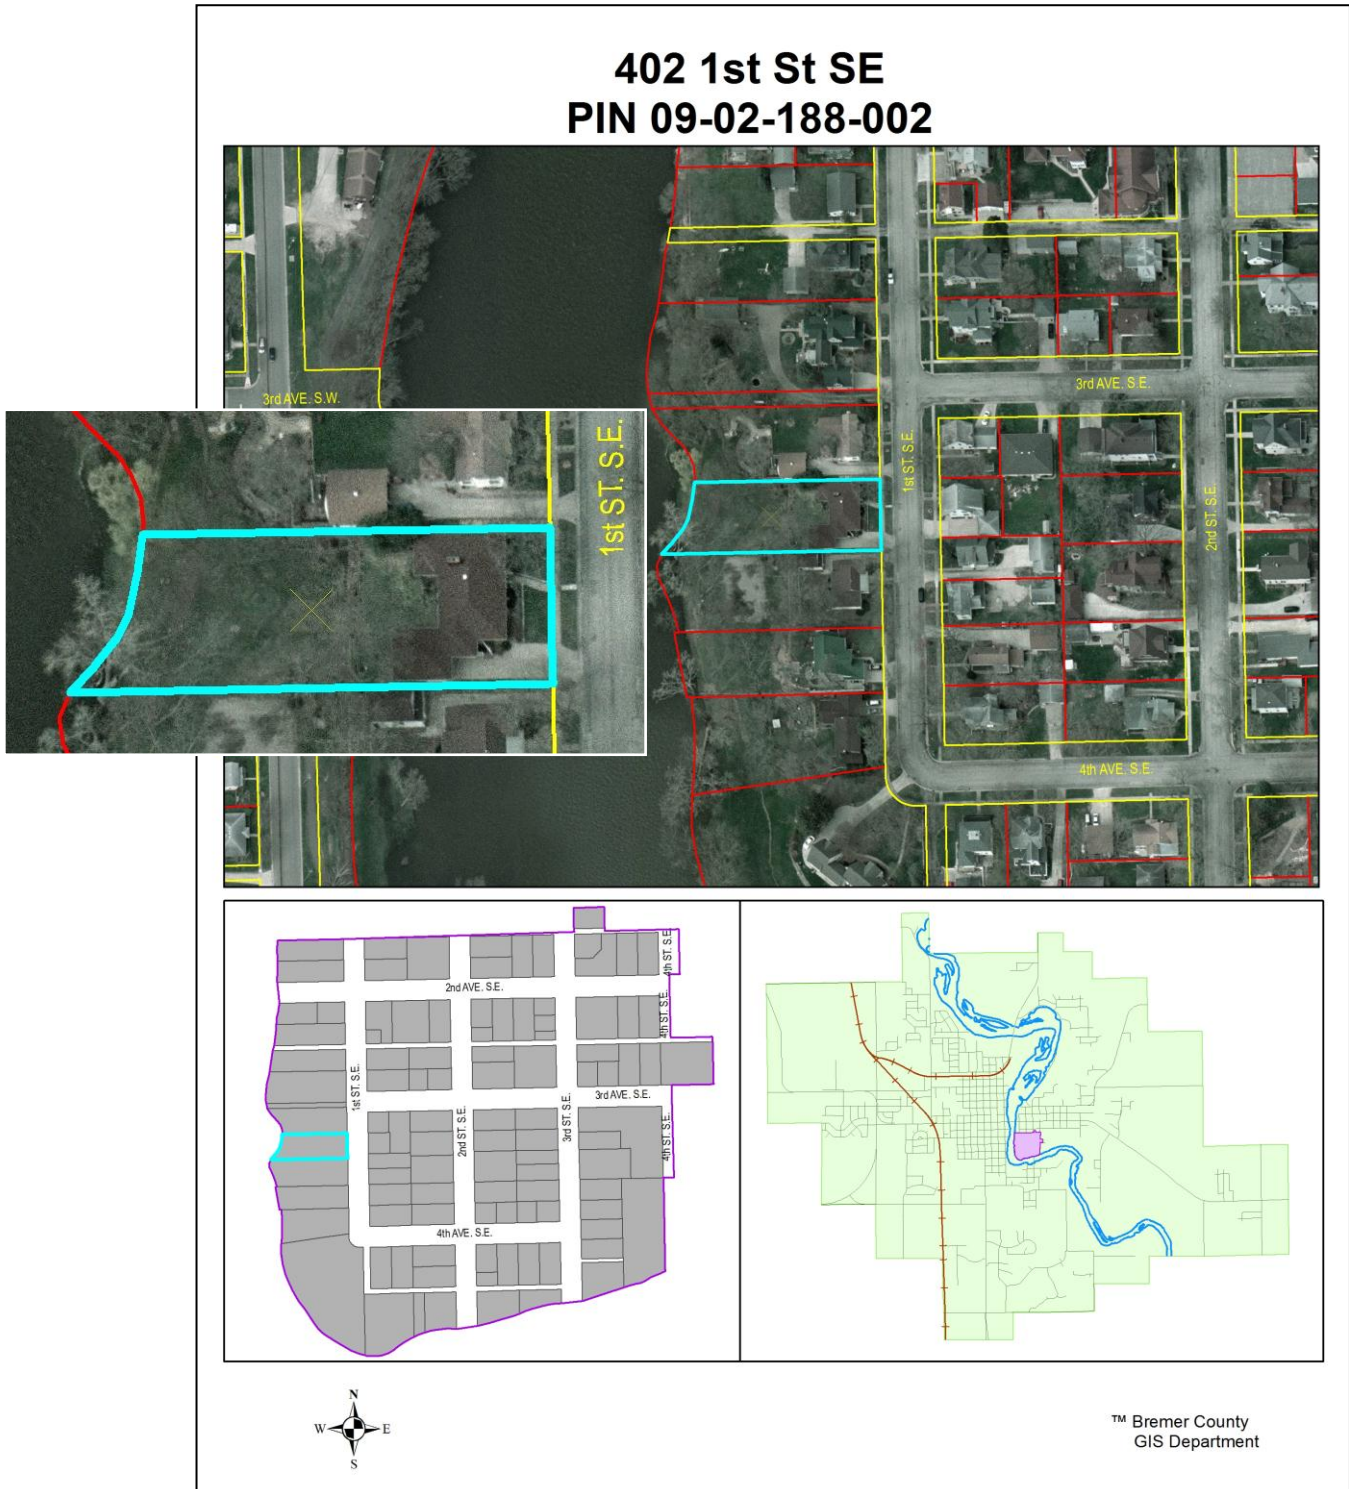 402 1st St SE
PIN 09-02-188-002
3rd AVE. S.W.
3rd AVE. S.E.
1st ST. S.E.
1st ST. S.E.
2nd ST. S.E.
4th AVE. S.E.
4th ST. S.E.
2nd AVE. S.E.
4th ST. S.E.
1st ST. S.E.
3rd AVE. S.E.
2nd ST. S.E.
3rd ST. S.E.
4th ST. S.E.
4th AVE. S.E.
N
W
E
S
™ Bremer County
GIS Department